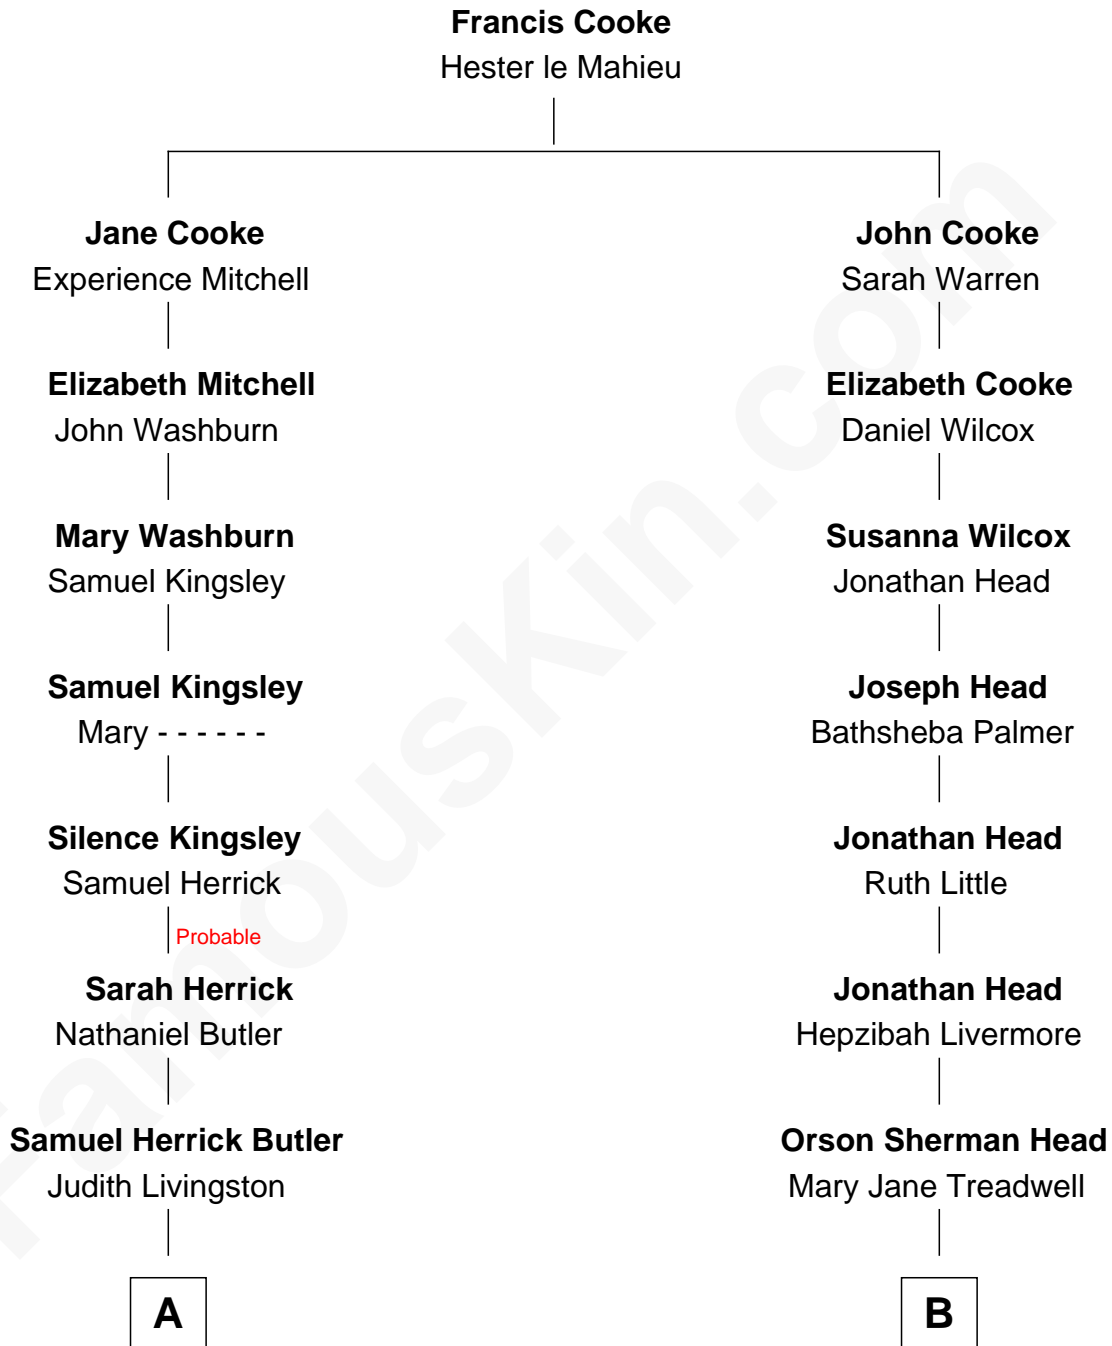 Francis Cooke
Hester le Mahieu
Jane Cooke
Experience Mitchell
John Cooke
Sarah Warren
Elizabeth Mitchell
John Washburn
Elizabeth Cooke
Daniel Wilcox
Mary Washburn
Samuel Kingsley
Susanna Wilcox
Jonathan Head
Samuel Kingsley
Mary - - - - - -
Joseph Head
Bathsheba Palmer
Silence Kingsley
Samuel Herrick
Jonathan Head
Ruth Little
Probable
Sarah Herrick
Nathaniel Butler
Jonathan Head
Hepzibah Livermore
Samuel Herrick Butler
Judith Livingston
Orson Sherman Head
Mary Jane Treadwell
A
B
FamousKin.com